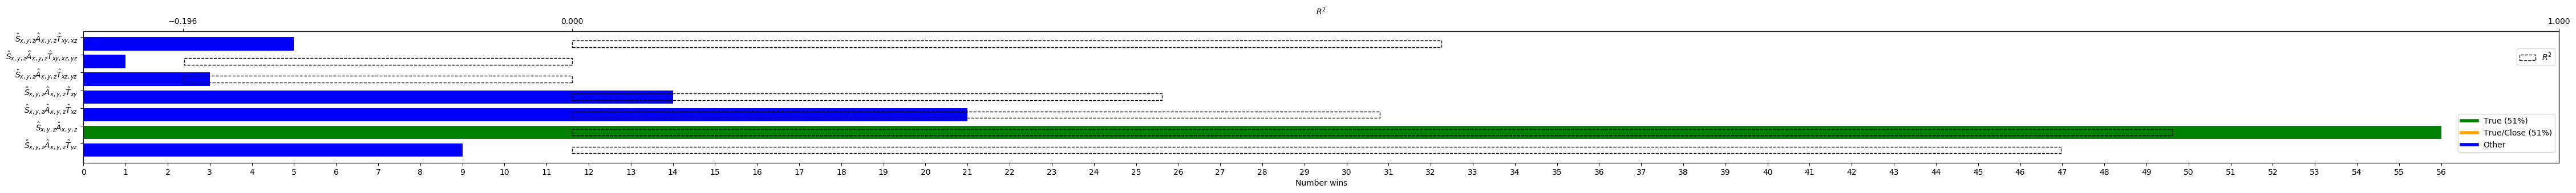 R²
−0.196 0.000 1.000
Ŝx,y,zÂx,y,zT̂xy,xz
Ŝx,y,zÂx,y,zT̂xy,xz,yz
Ŝx,y,zÂx,y,zT̂xz,yz
Ŝx,y,zÂx,y,zT̂xy
Ŝx,y,zÂx,y,zT̂xz
Ŝx,y,zÂx,y,z
Ŝx,y,zÂx,y,zT̂yz
R²
True (51%)
True/Close (51%)
Other
0 1 2 3 4 5 6 7 8 9 10 11 12 13 14 15 16 17 18 19 20 21 22 23 24 25 26 27 28 29 30 31 32 33 34 35 36 37 38 39 40 41 42 43 44 45 46 47 48 49 50 51 52 53 54 55 56
Number wins